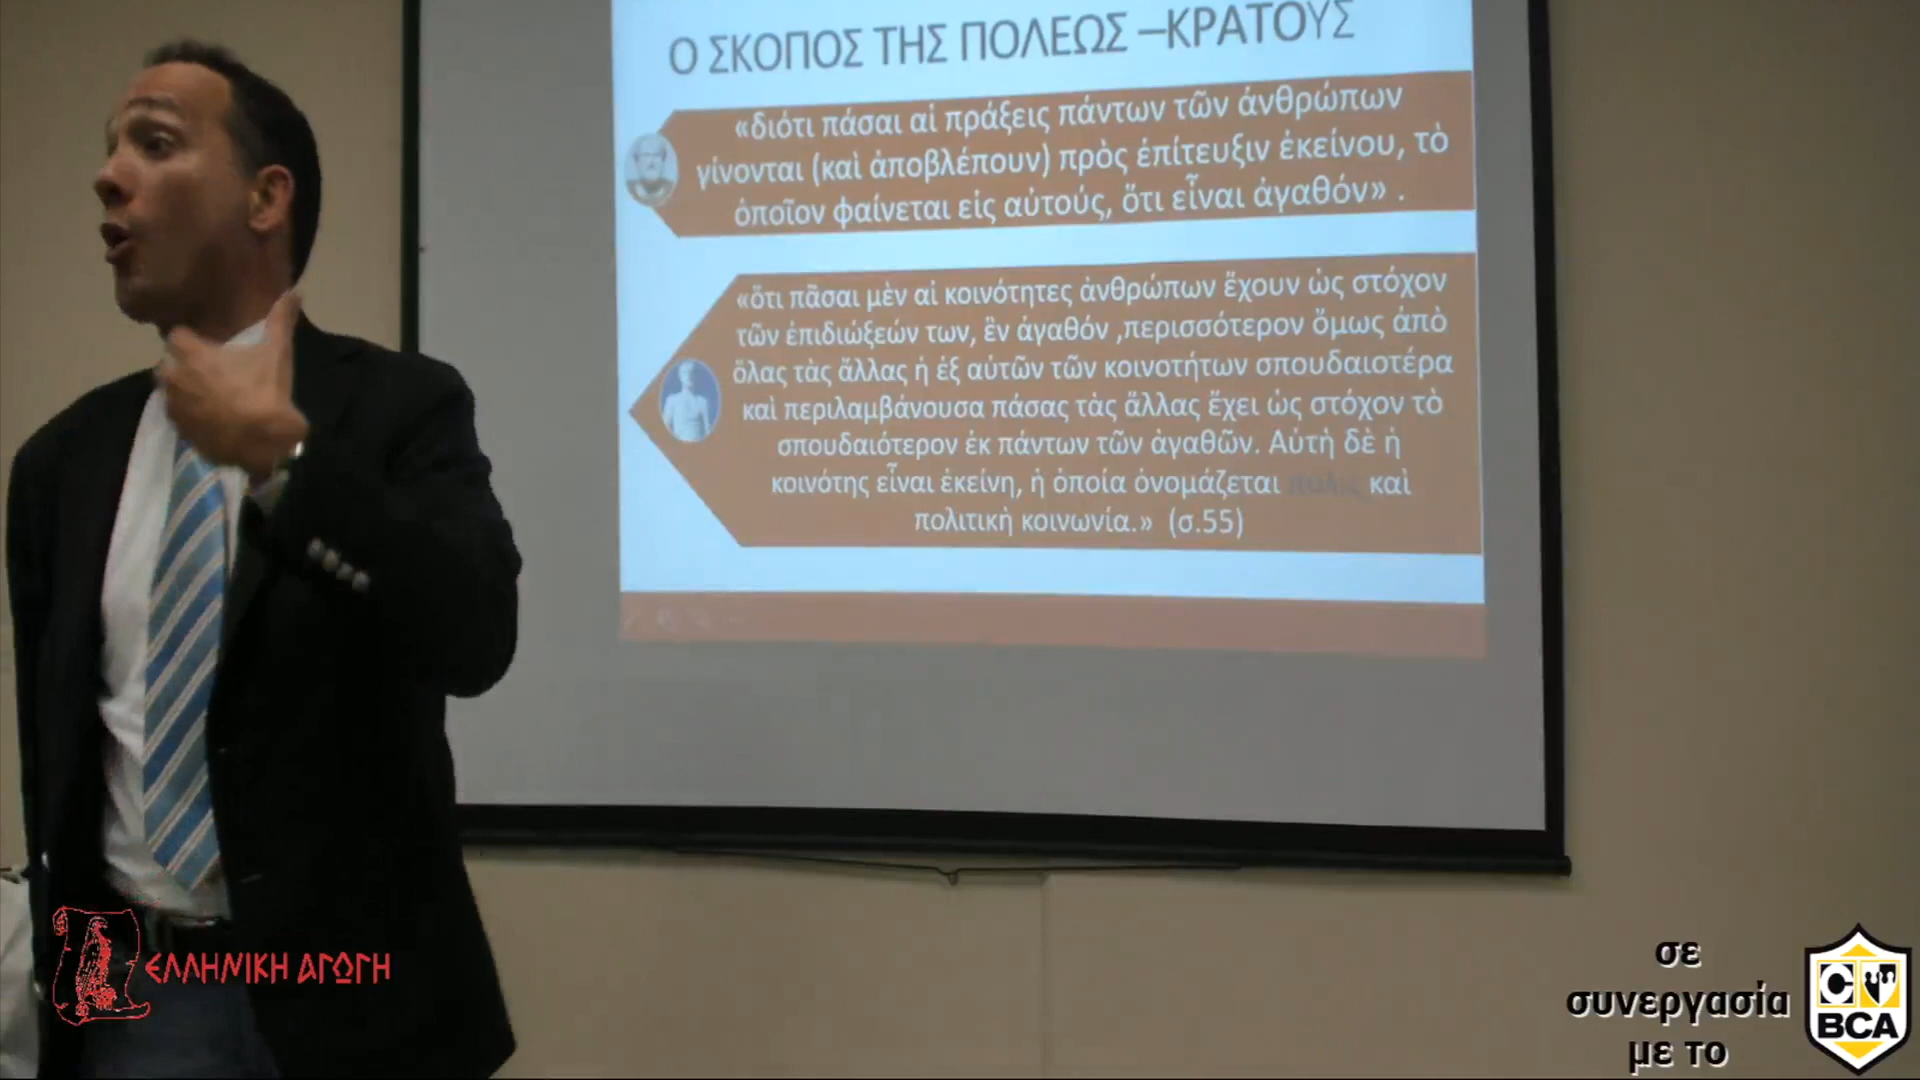 Ο ΣΚΟΠΟΣ ΤΗΣ ΠΟΛΕΩΣ –ΚΡΑΤΟΥΣ
«διότι πάσαι αἱ πράξεις πάντων τῶν ἀνθρώπων
γίνονται (καὶ ἀποβλέπουν) πρὸς ἐπίτευξιν ἐκείνου, τὸ
ὁποῖον φαίνεται εἰς αὐτούς, ὅτι εἶναι ἀγαθόν» .
«ὅτι πᾶσαι μὲν αἱ κοινότητες ἀνθρώπων ἔχουν ὡς στόχον
τῶν ἐπιδιώξεών των, ἓν ἀγαθόν ,περισσότερον ὅμως ἀπὸ
ὅλας τὰς ἄλλας ἡ ἐξ αὐτῶν τῶν κοινοτήτων σπουδαιοτέρα
καὶ περιλαμβάνουσα πάσας τὰς ἄλλας ἔχει ὡς στόχον τὸ
σπουδαιότερον ἐκ πάντων τῶν ἀγαθῶν. Αὐτὴ δὲ ἡ
κοινότης εἶναι ἐκείνη, ἡ ὁποία ὀνομάζεται πόλις καὶ
πολιτικὴ κοινωνία.» (σ.55)
ΕΛΛΗΝΙΚΗ ΑΓΩΓΗ
σε
συνεργασία
με το
BCA